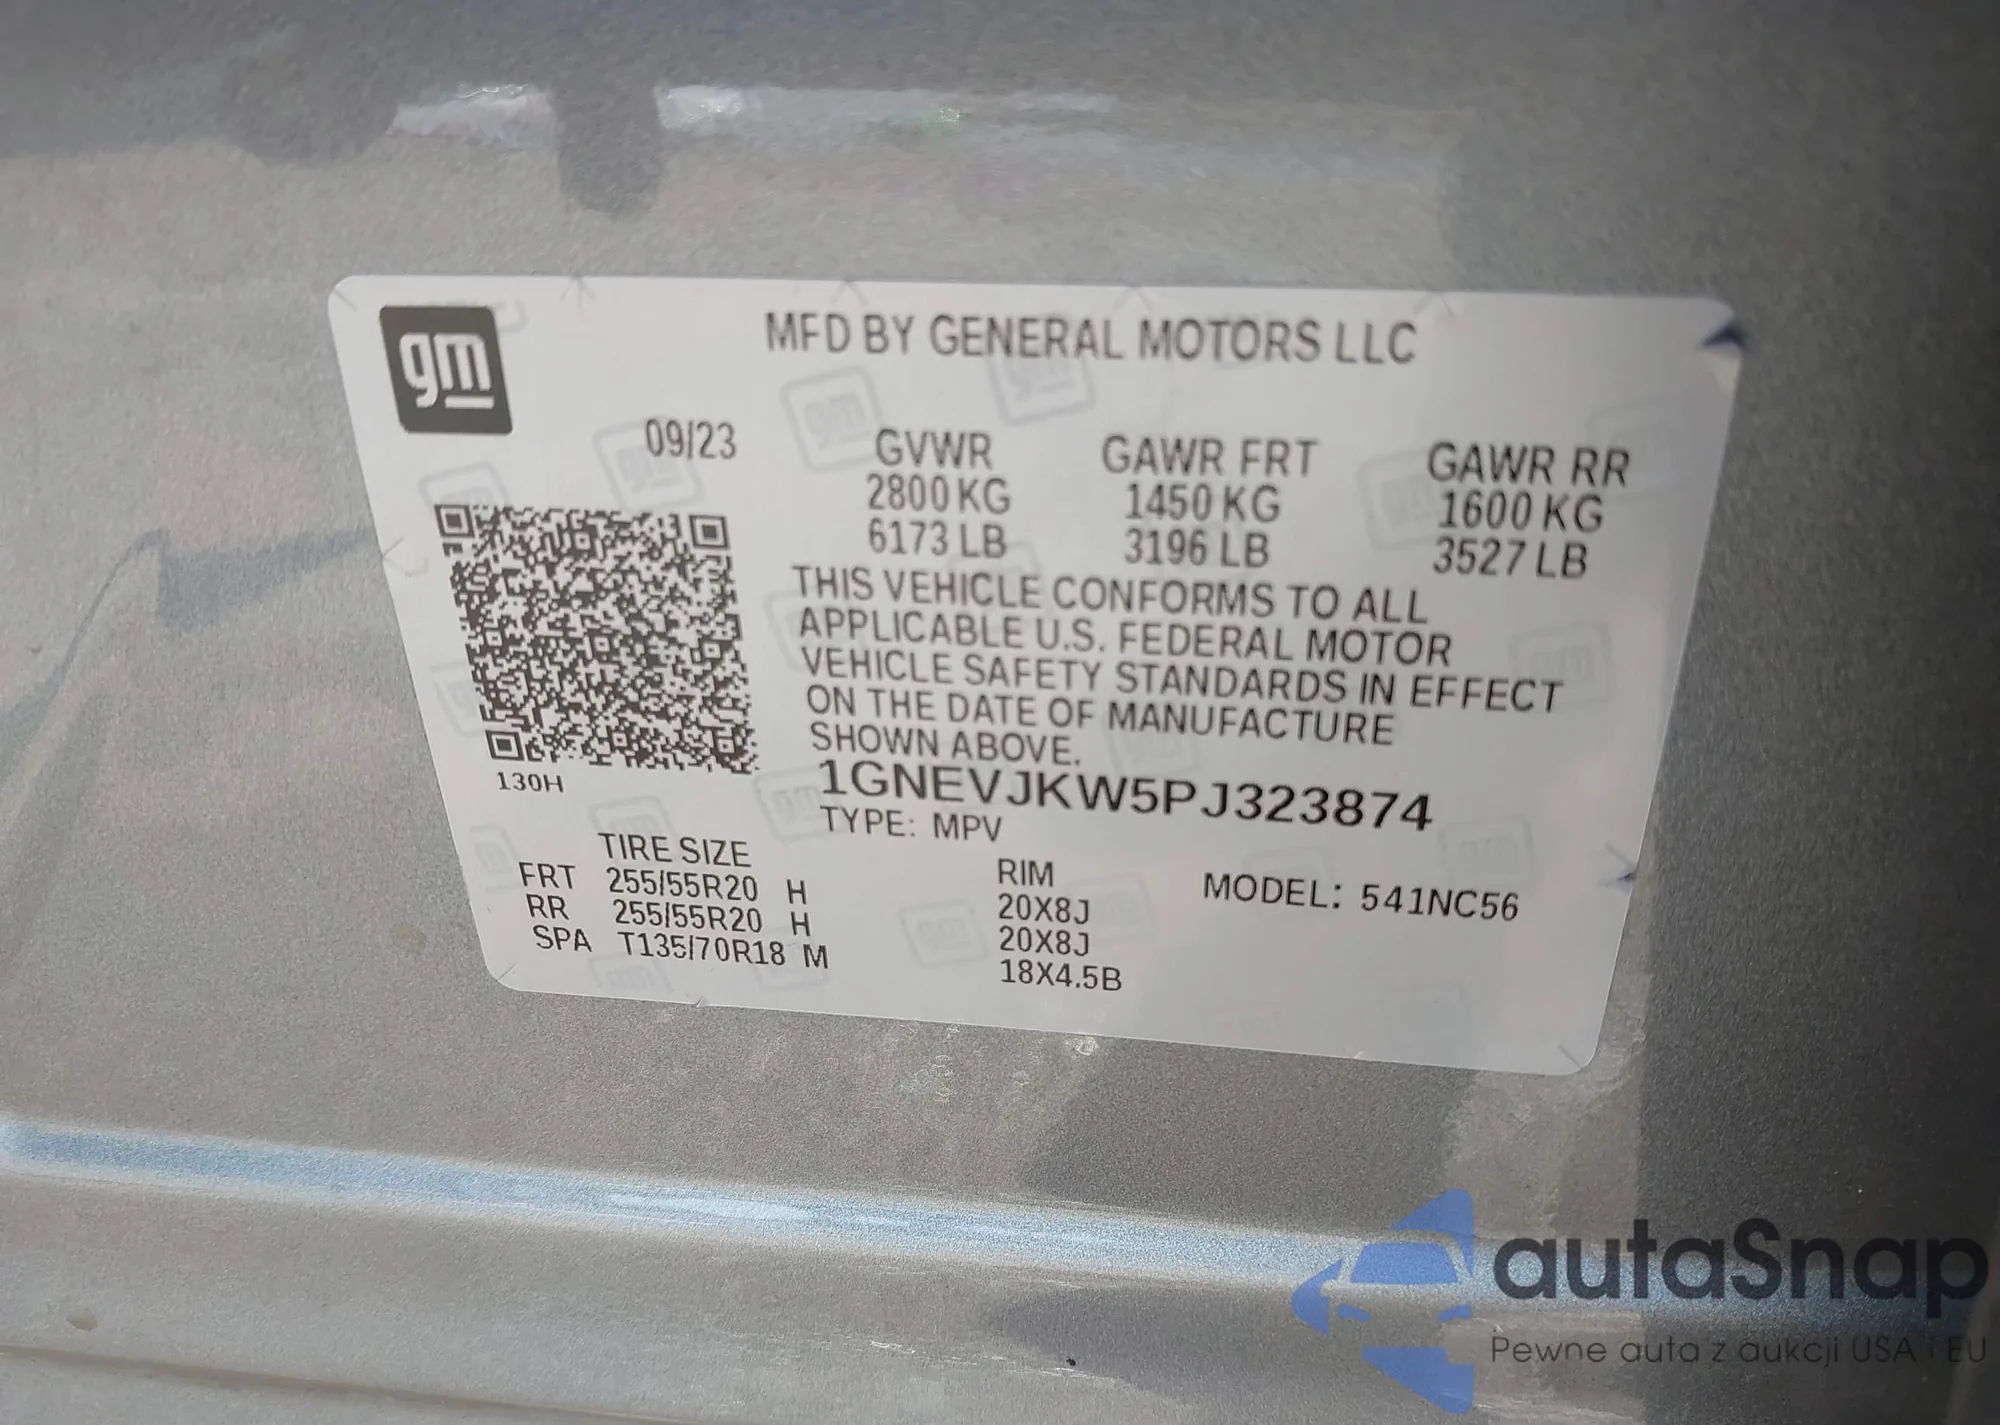 gm
MFD BY GENERAL MOTORS LLC
09/23
GVWR GAWR FRT GAWR RR
2800 KG 1450 KG 1600 KG
6173 LB 3196 LB 3527 LB
THIS VEHICLE CONFORMS TO ALL
APPLICABLE U.S. FEDERAL MOTOR
VEHICLE SAFETY STANDARDS IN EFFECT
ON THE DATE OF MANUFACTURE
SHOWN ABOVE.
130H
1GNEVJKW5PJ323874
TYPE: MPV
TIRE SIZE RIM MODEL: 541NC56
FRT 255/55R20 H 20X8J
RR 255/55R20 H 20X8J
SPA T135/70R18 M 18X4.5B
autaSnap
Pewne auta z aukcji USA i EU